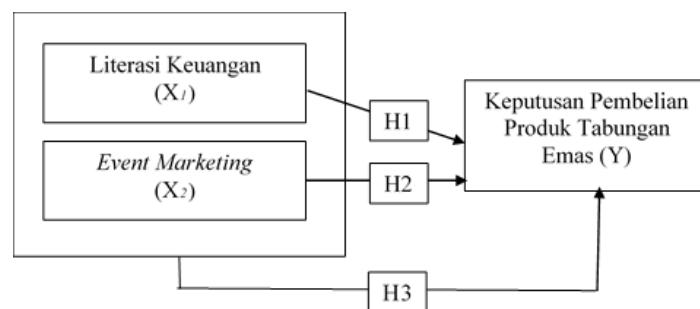 Literasi Keuangan
(X1)
H1
Keputusan Pembelian
Produk Tabungan
Emas (Y)
Event Marketing
(X2)
H2
H3